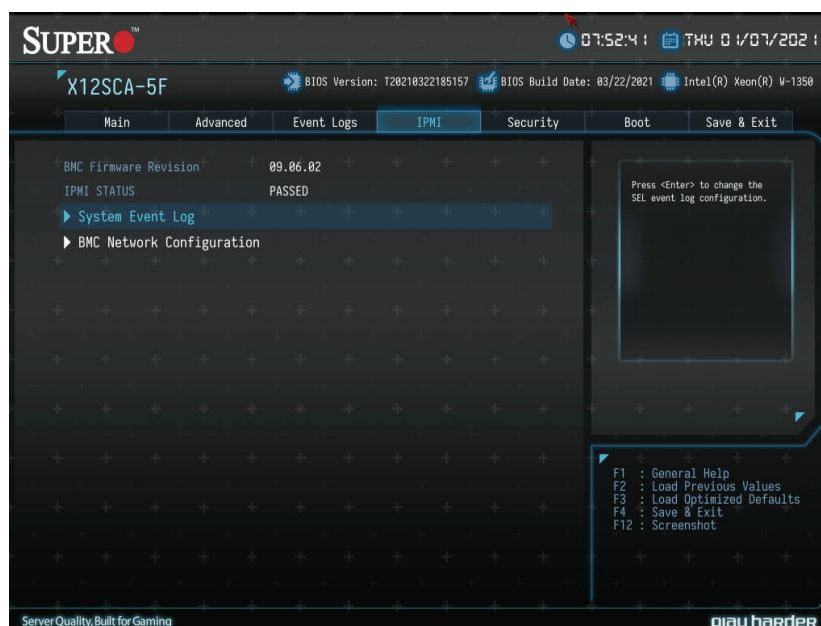 SUPER™
07:52:41 THU 01/07/2021
X12SCA-5F
BIOS Version: T20210322185157 BIOS Build Date: 03/22/2021 Intel(R) Xeon(R) W-1350
Main Advanced Event Logs IPMI Security Boot Save & Exit
BMC Firmware Revision 09.06.02
IPMI STATUS PASSED
System Event Log
BMC Network Configuration
Press <Enter> to change the
SEL event log configuration.
F1 : General Help
F2 : Load Previous Values
F3 : Load Optimized Defaults
F4 : Save & Exit
F12 : Screenshot
Server Quality, Built for Gaming
play harder